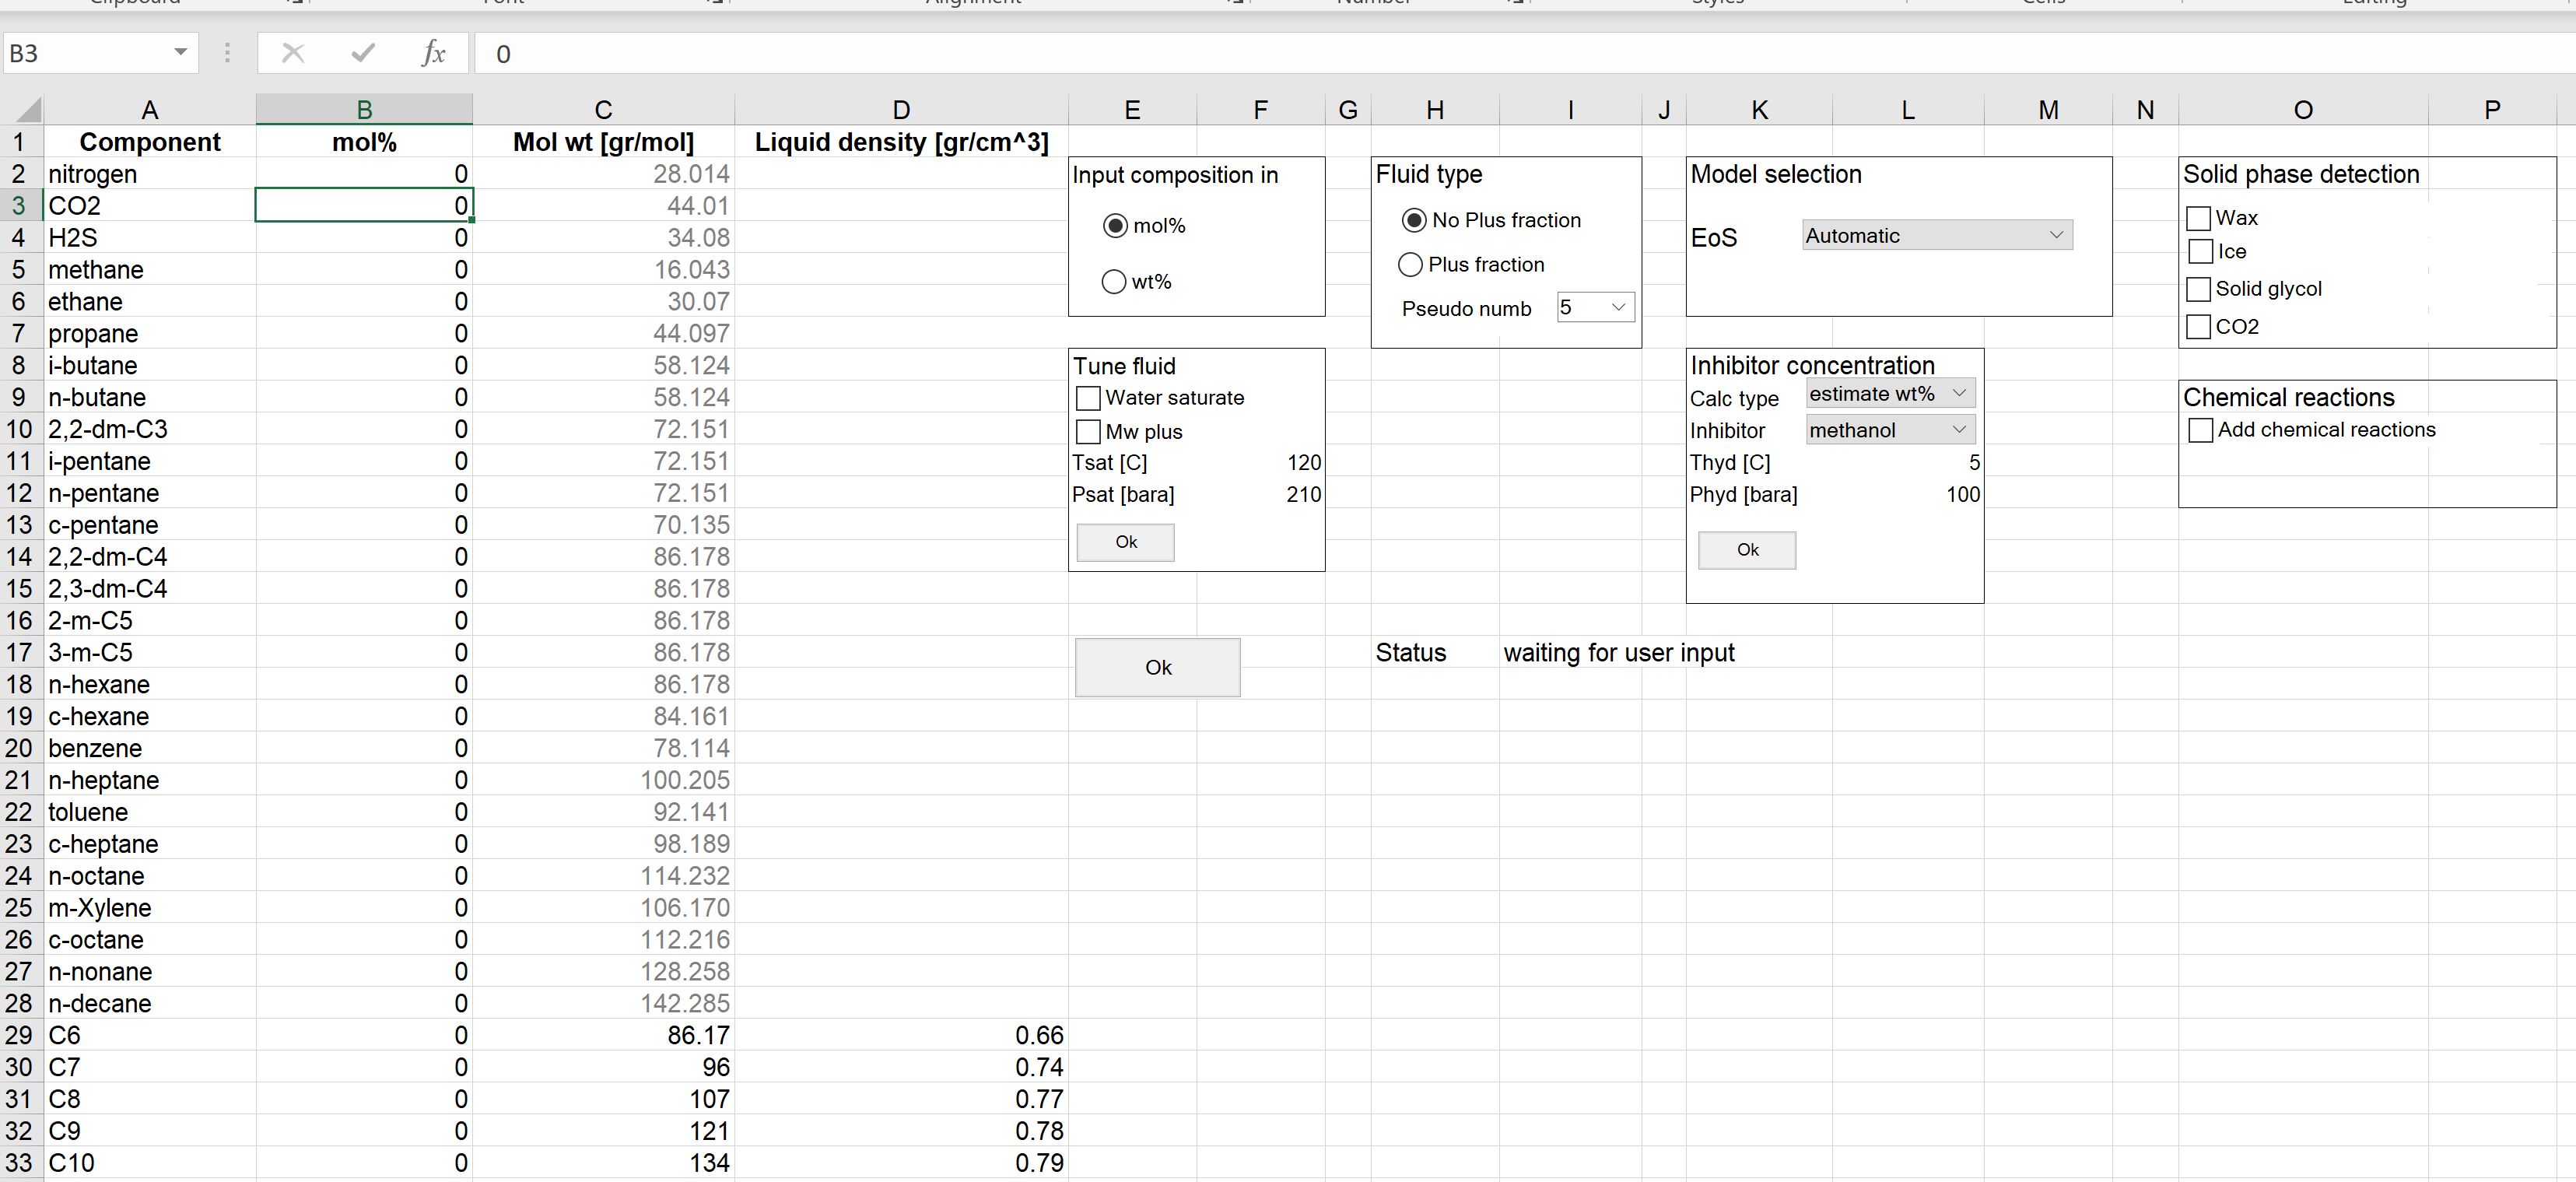 Clipboard Font Alignment Number Styles Cells Editing
B3 fx 0
A B C D E F G H I J K L M N O P
1 Component mol% Mol wt [gr/mol] Liquid density [gr/cm^3]
2 nitrogen 0 28.014
3 CO2 0 44.01
4 H2S 0 34.08
5 methane 0 16.043
6 ethane 0 30.07
7 propane 0 44.097
8 i-butane 0 58.124
9 n-butane 0 58.124
10 2,2-dm-C3 0 72.151
11 i-pentane 0 72.151
12 n-pentane 0 72.151
13 c-pentane 0 70.135
14 2,2-dm-C4 0 86.178
15 2,3-dm-C4 0 86.178
16 2-m-C5 0 86.178
17 3-m-C5 0 86.178
18 n-hexane 0 86.178
19 c-hexane 0 84.161
20 benzene 0 78.114
21 n-heptane 0 100.205
22 toluene 0 92.141
23 c-heptane 0 98.189
24 n-octane 0 114.232
25 m-Xylene 0 106.170
26 c-octane 0 112.216
27 n-nonane 0 128.258
28 n-decane 0 142.285
29 C6 0 86.17 0.66
30 C7 0 96 0.74
31 C8 0 107 0.77
32 C9 0 121 0.78
33 C10 0 134 0.79
Input composition in
mol%
wt%
Fluid type
No Plus fraction
Plus fraction
Pseudo numb 5
Model selection
EoS Automatic
Solid phase detection
Wax
Ice
Solid glycol
CO2
Tune fluid
Water saturate
Mw plus
Tsat [C] 120
Psat [bara] 210
Ok
Inhibitor concentration
Calc type estimate wt%
Inhibitor methanol
Thyd [C] 5
Phyd [bara] 100
Ok
Chemical reactions
Add chemical reactions
Ok
Status waiting for user input